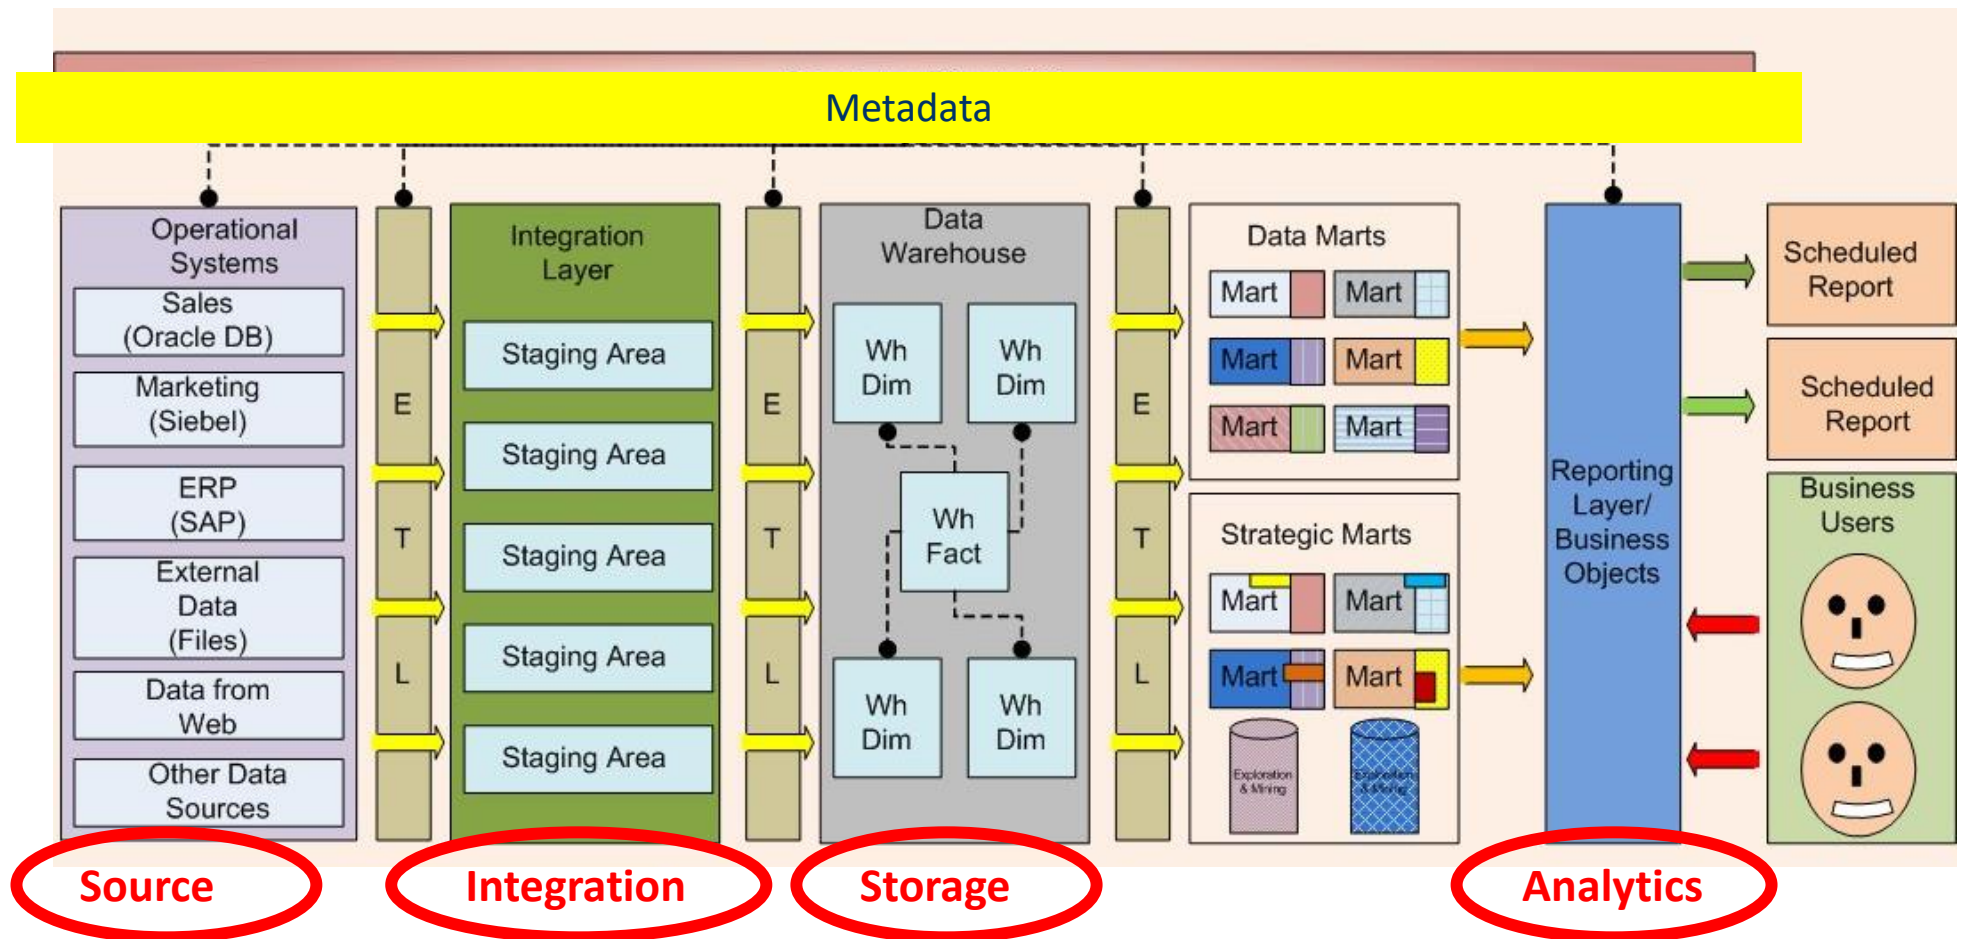 Metadata
Operational
Systems
Sales
(Oracle DB)
Marketing
(Siebel)
ERP
(SAP)
External
Data
(Files)
Data from
Web
Other Data
Sources
E
T
L
Integration
Layer
Staging Area
Staging Area
Staging Area
Staging Area
Staging Area
E
T
L
Data
Warehouse
Wh
Dim
Wh
Dim
Wh
Fact
Wh
Dim
Wh
Dim
E
T
L
Data Marts
Mart
Mart
Mart
Mart
Mart
Mart
Strategic Marts
Mart
Mart
Mart
Mart
Exploration
& Mining
Exploration
& Mining
Reporting
Layer/
Business
Objects
Scheduled
Report
Scheduled
Report
Business
Users
Source
Integration
Storage
Analytics